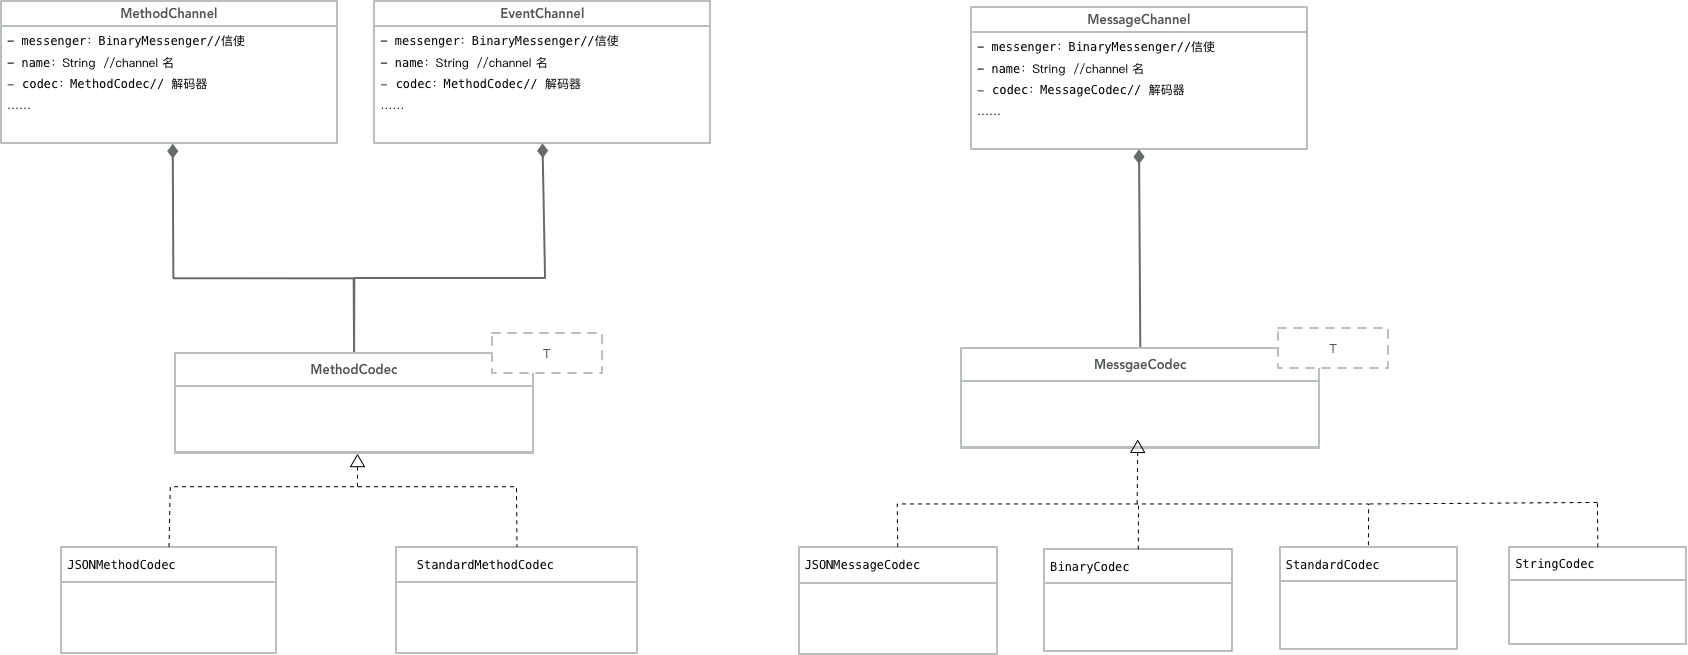 MethodChannel
– messenger: BinaryMessenger//信使
– name: String //channel 名
– codec: MethodCodec// 解码器
……
EventChannel
– messenger: BinaryMessenger//信使
– name: String //channel 名
– codec: MethodCodec// 解码器
……
MessageChannel
– messenger: BinaryMessenger//信使
– name: String //channel 名
– codec: MessageCodec// 解码器
……
T
MethodCodec
T
MessgaeCodec
JSONMethodCodec
StandardMethodCodec
JSONMessageCodec
BinaryCodec
StandardCodec
StringCodec